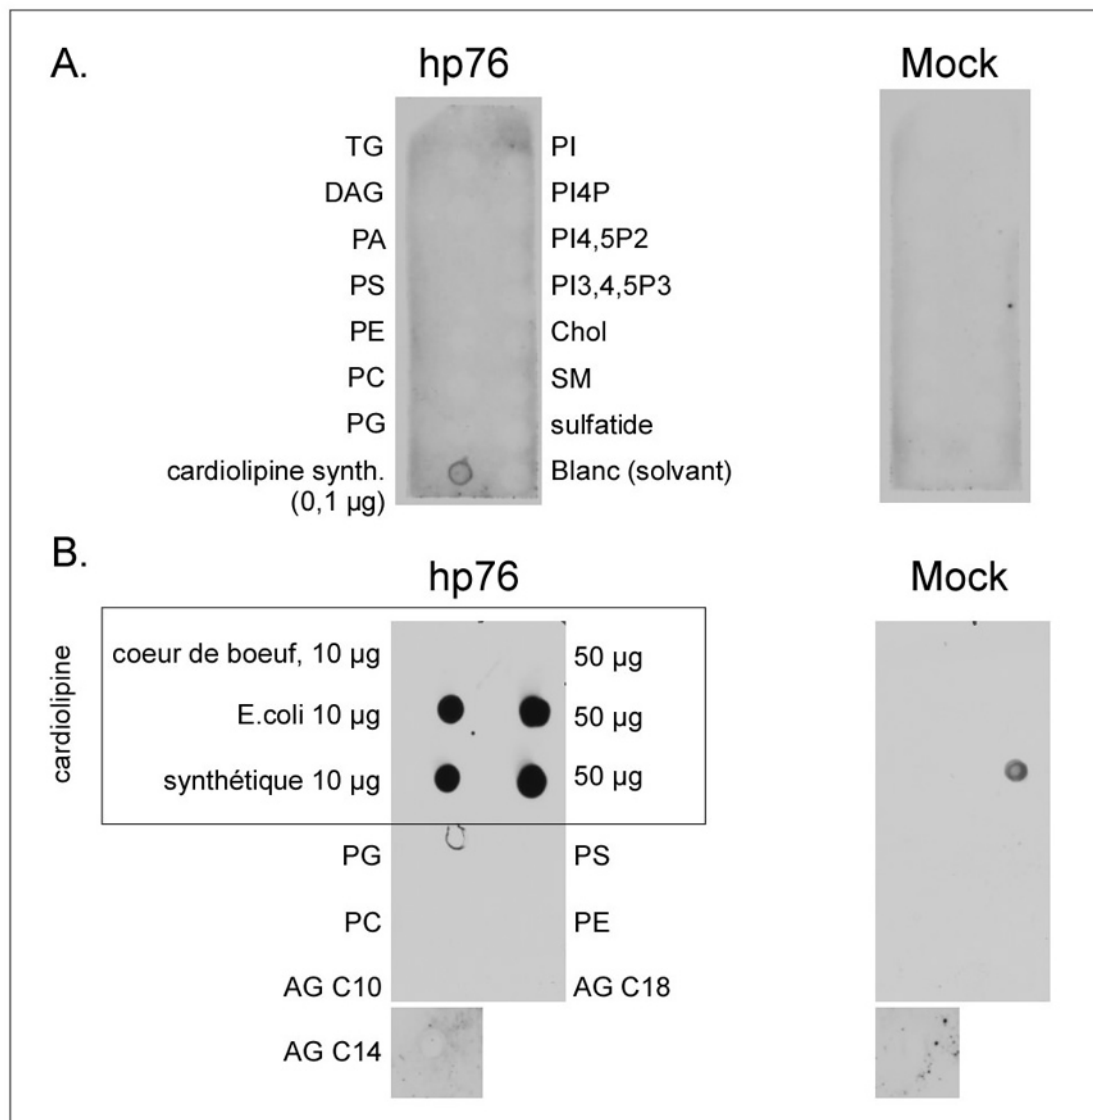 A.
hp76
Mock
TG
PI
DAG
PI4P
PA
PI4,5P2
PS
PI3,4,5P3
PE
Chol
PC
SM
PG
sulfatide
cardiolipine synth.
(0,1 µg)
Blanc (solvant)
B.
hp76
Mock
cardiolipine
coeur de boeuf, 10 µg
50 µg
E.coli 10 µg
50 µg
synthétique 10 µg
50 µg
PG
PS
PC
PE
AG C10
AG C18
AG C14